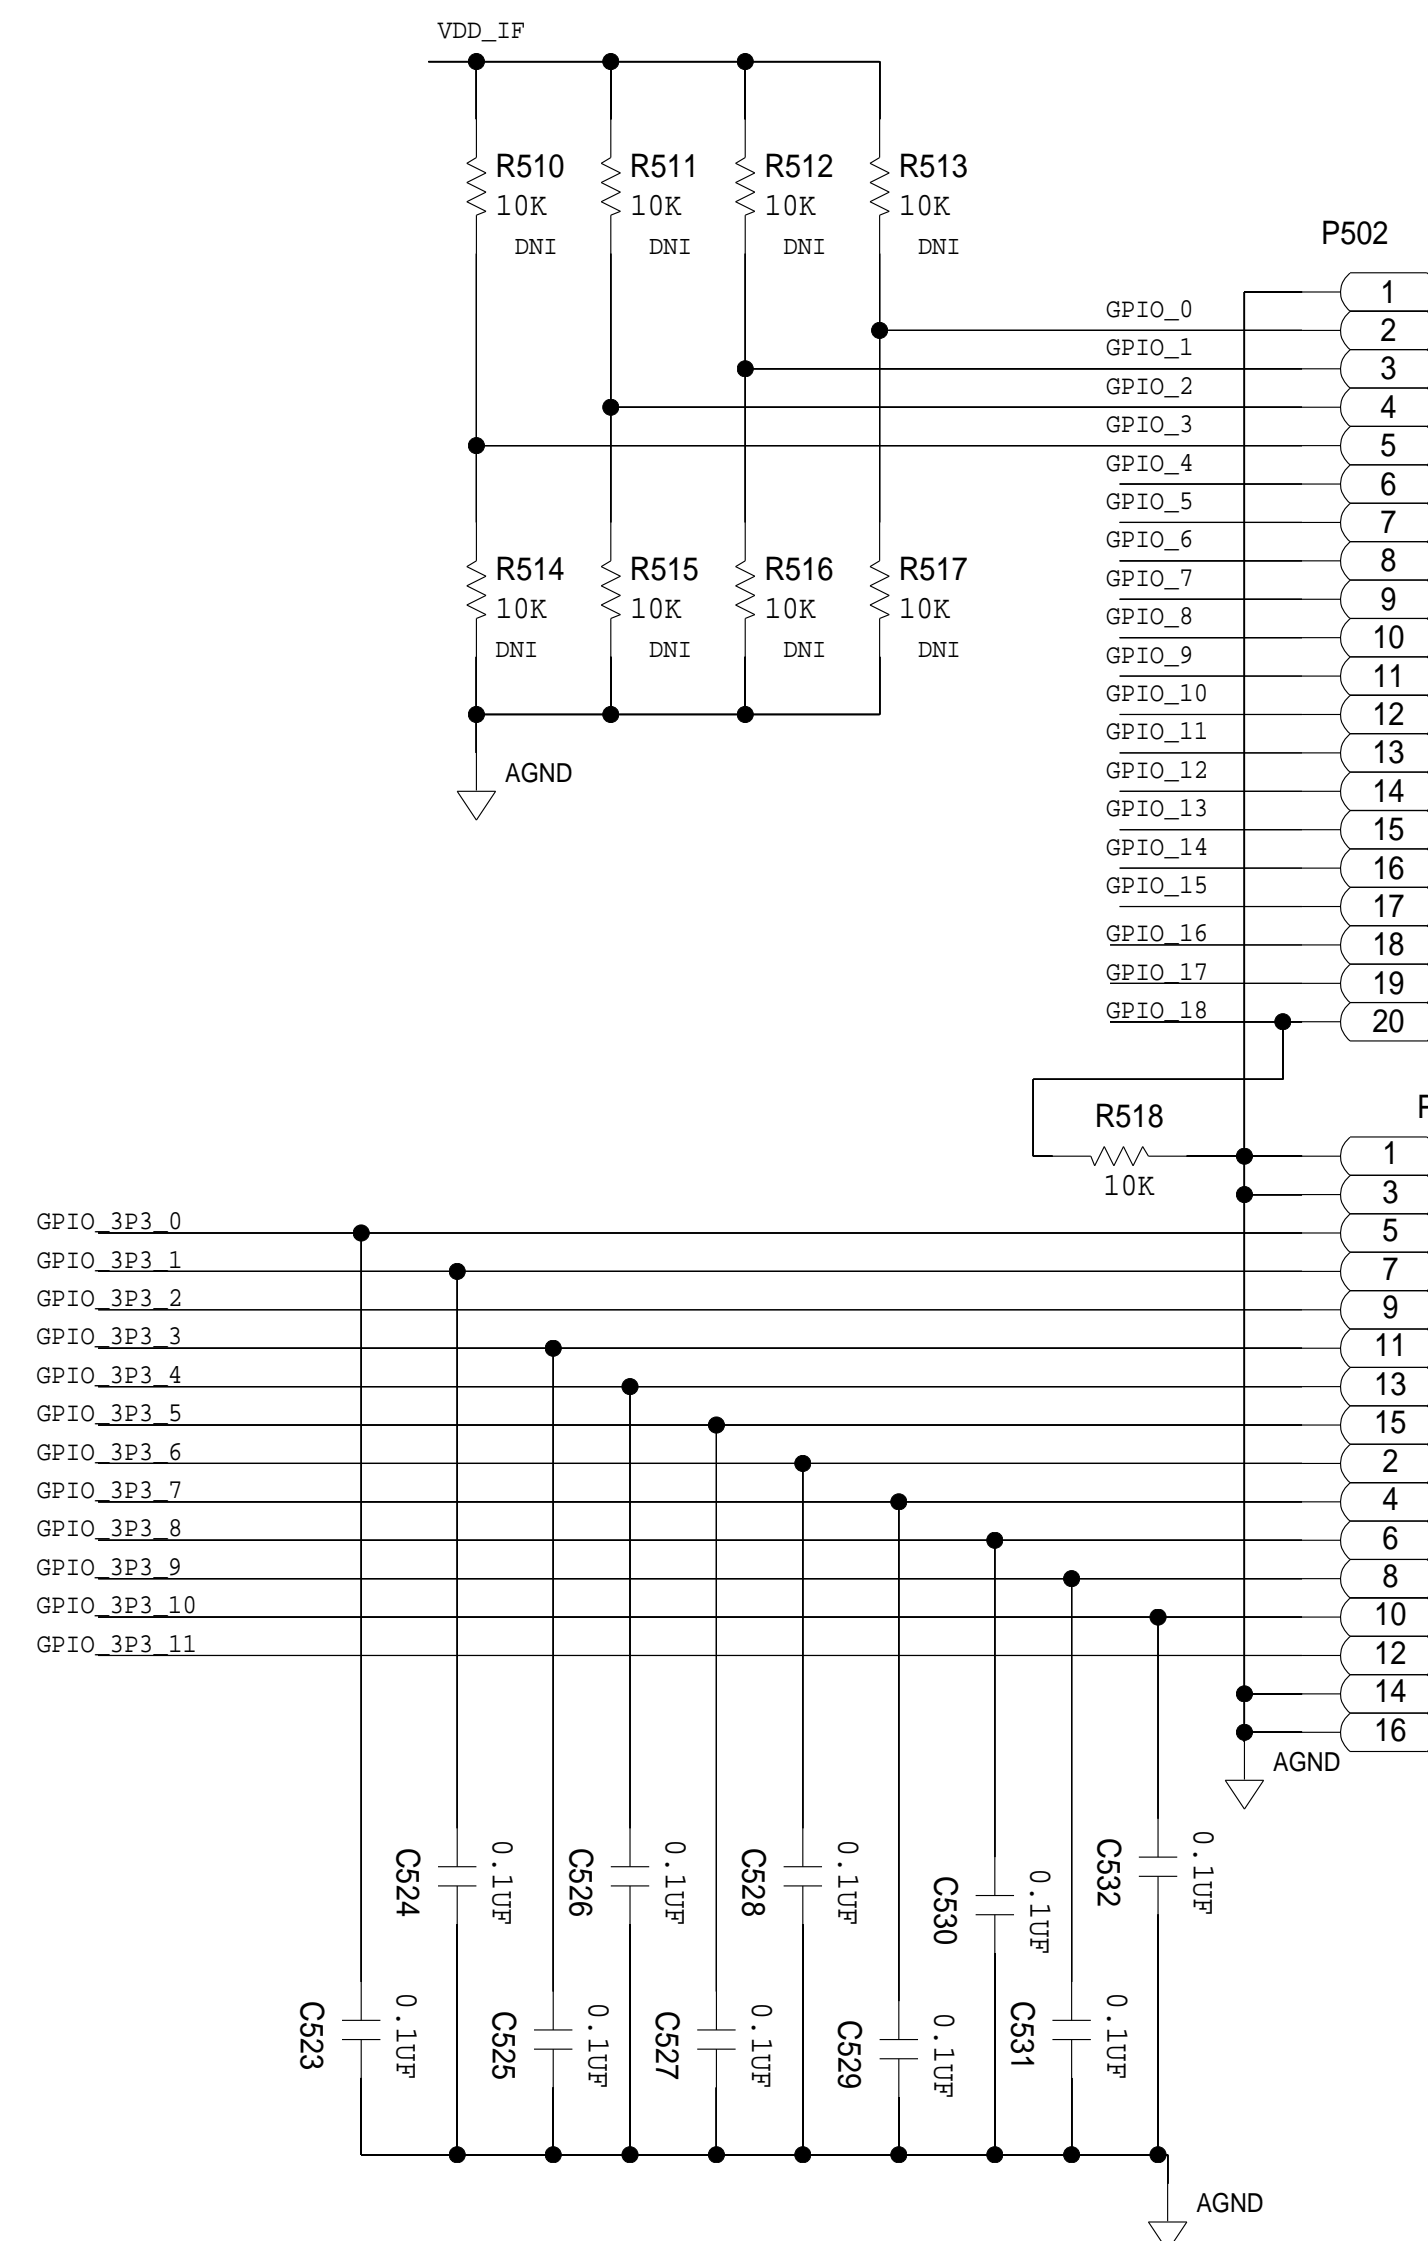 VDD_IF
R510 R511 R512 R513
10K 10K 10K 10K
DNI DNI DNI DNI
P502
1
GPIO_0 2
GPIO_1 3
GPIO_2 4
GPIO_3 5
GPIO_4 6
GPIO_5 7
GPIO_6 8
GPIO_7 9
GPIO_8 10
GPIO_9 11
GPIO_10 12
GPIO_11 13
GPIO_12 14
GPIO_13 15
GPIO_14 16
GPIO_15 17
GPIO_16 18
GPIO_17 19
GPIO_18 20
R514 R515 R516 R517
10K 10K 10K 10K
DNI DNI DNI DNI
AGND
P
R518
10K
1
3
GPIO_3P3_0 5
GPIO_3P3_1 7
GPIO_3P3_2 9
GPIO_3P3_3 11
GPIO_3P3_4 13
GPIO_3P3_5 15
GPIO_3P3_6 2
GPIO_3P3_7 4
GPIO_3P3_8 6
GPIO_3P3_9 8
GPIO_3P3_10 10
GPIO_3P3_11 12
14
16
AGND
C524 0.1UF
C526 0.1UF
C528 0.1UF
C530 0.1UF
C532 0.1UF
C523 0.1UF
C525 0.1UF
C527 0.1UF
C529 0.1UF
C531 0.1UF
AGND